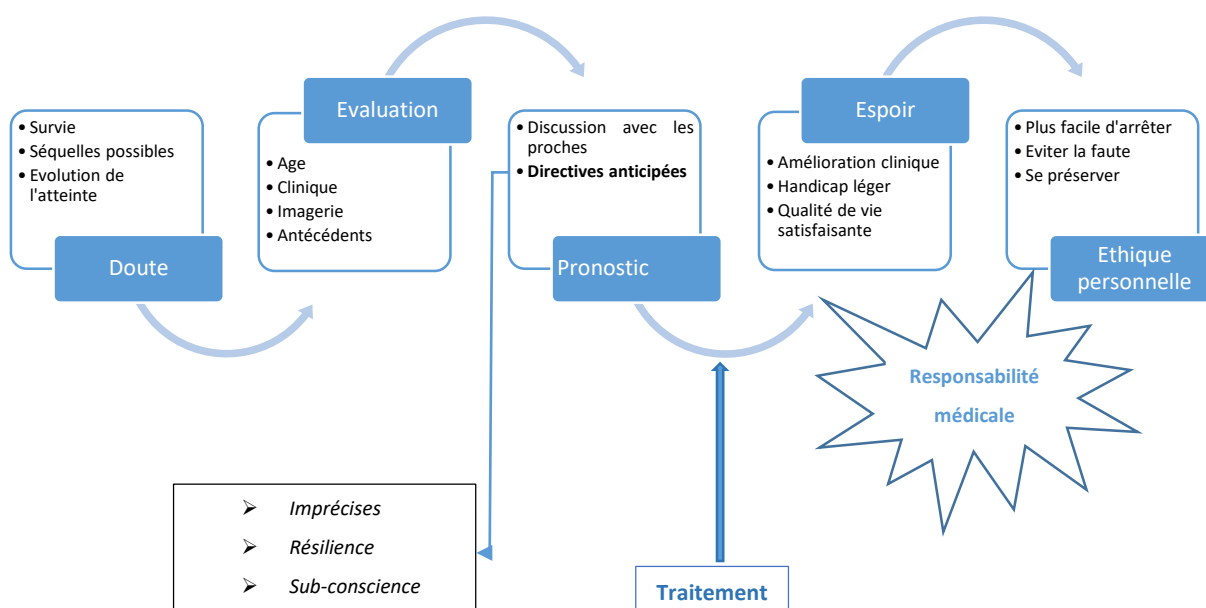 • Survie
• Séquelles possibles
• Evolution de
l'atteinte
Doute
Evaluation
• Age
• Clinique
• Imagerie
• Antécédents
• Discussion avec les
proches
• Directives anticipées
Pronostic
Espoir
• Amélioration clinique
• Handicap léger
• Qualité de vie
satisfaisante
• Plus facile d'arrêter
• Eviter la faute
• Se préserver
Ethique
personnelle
Responsabilité
médicale
➢ Imprécises
➢ Résilience
➢ Sub-conscience
Traitement